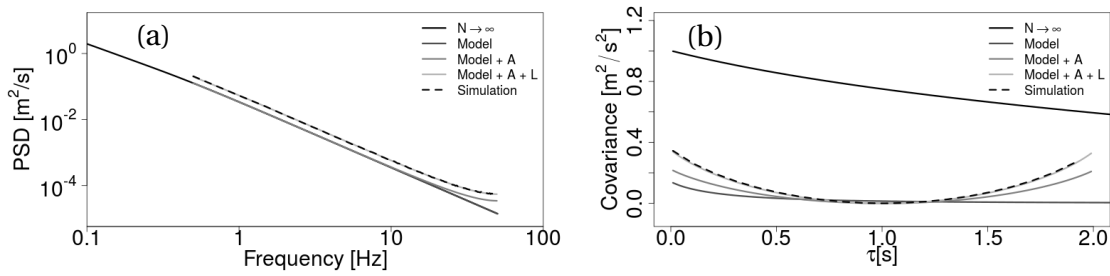 (a)
N → ∞
Model
Model + A
Model + A + L
Simulation
PSD [m²/s]
10⁰
10⁻²
10⁻⁴
0.1 1 10 100
Frequency [Hz]
(b)
N → ∞
Model
Model + A
Model + A + L
Simulation
Covariance [m²/s²]
1.2
0.8
0.4
0.0
0.0 0.5 1.0 1.5 2.0
τ[s]